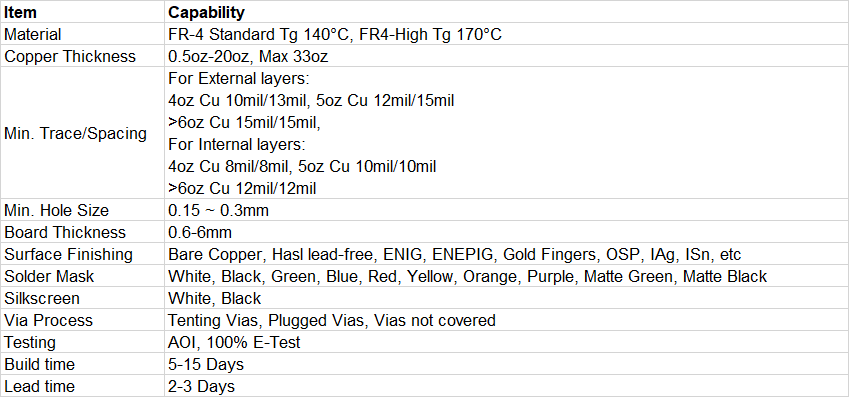 Item Capability
Material FR-4 Standard Tg 140°C, FR4-High Tg 170°C
Copper Thickness 0.5oz-20oz, Max 33oz
Min. Trace/Spacing
For External layers:
4oz Cu 10mil/13mil, 5oz Cu 12mil/15mil
>6oz Cu 15mil/15mil,
For Internal layers:
4oz Cu 8mil/8mil, 5oz Cu 10mil/10mil
>6oz Cu 12mil/12mil
Min. Hole Size 0.15 ~ 0.3mm
Board Thickness 0.6-6mm
Surface Finishing Bare Copper, Hasl lead-free, ENIG, ENEPIG, Gold Fingers, OSP, IAg, ISn, etc
Solder Mask White, Black, Green, Blue, Red, Yellow, Orange, Purple, Matte Green, Matte Black
Silkscreen White, Black
Via Process Tenting Vias, Plugged Vias, Vias not covered
Testing AOI, 100% E-Test
Build time 5-15 Days
Lead time 2-3 Days